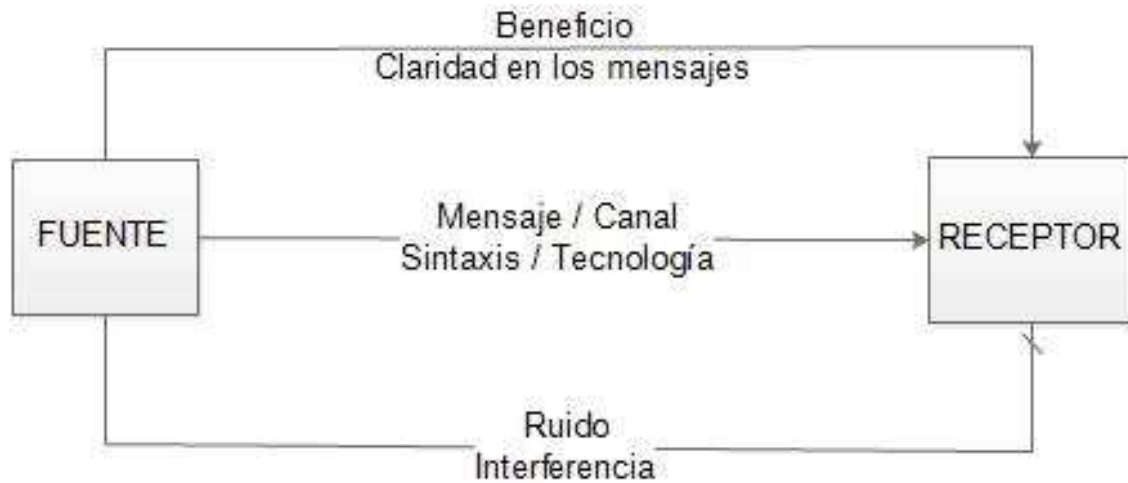 Beneficio
Claridad en los mensajes
FUENTE
Mensaje / Canal
Sintaxis / Tecnología
RECEPTOR
Ruido
Interferencia